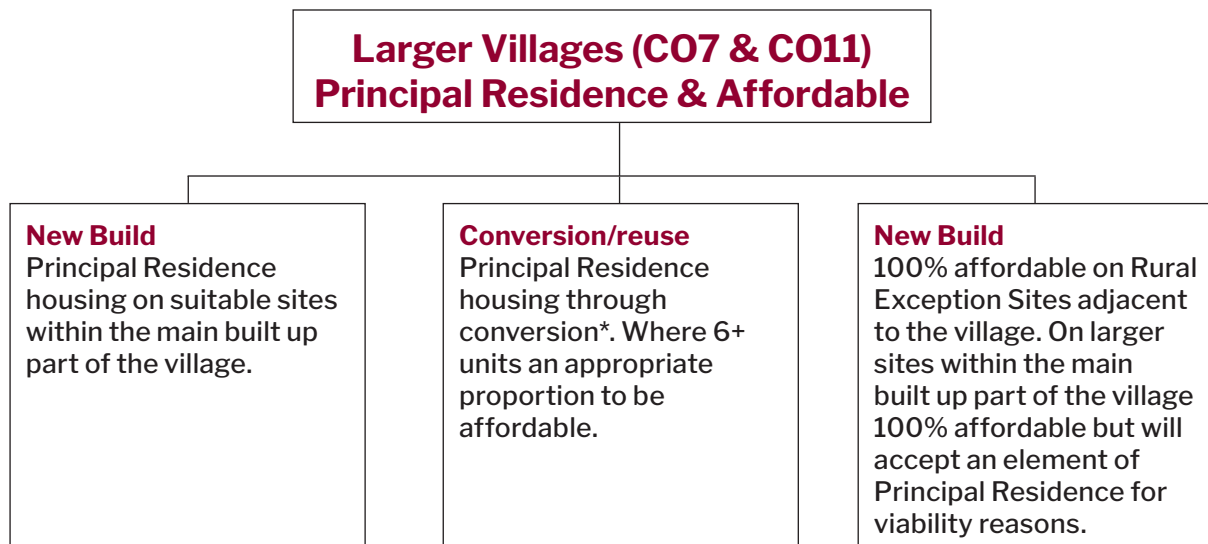 Larger Villages (CO7 & CO11)
Principal Residence & Affordable
New Build
Principal Residence
housing on suitable sites
within the main built up
part of the village.
Conversion/reuse
Principal Residence
housing through
conversion*. Where 6+
units an appropriate
proportion to be
affordable.
New Build
100% affordable on Rural
Exception Sites adjacent
to the village. On larger
sites within the main
built up part of the village
100% affordable but will
accept an element of
Principal Residence for
viability reasons.